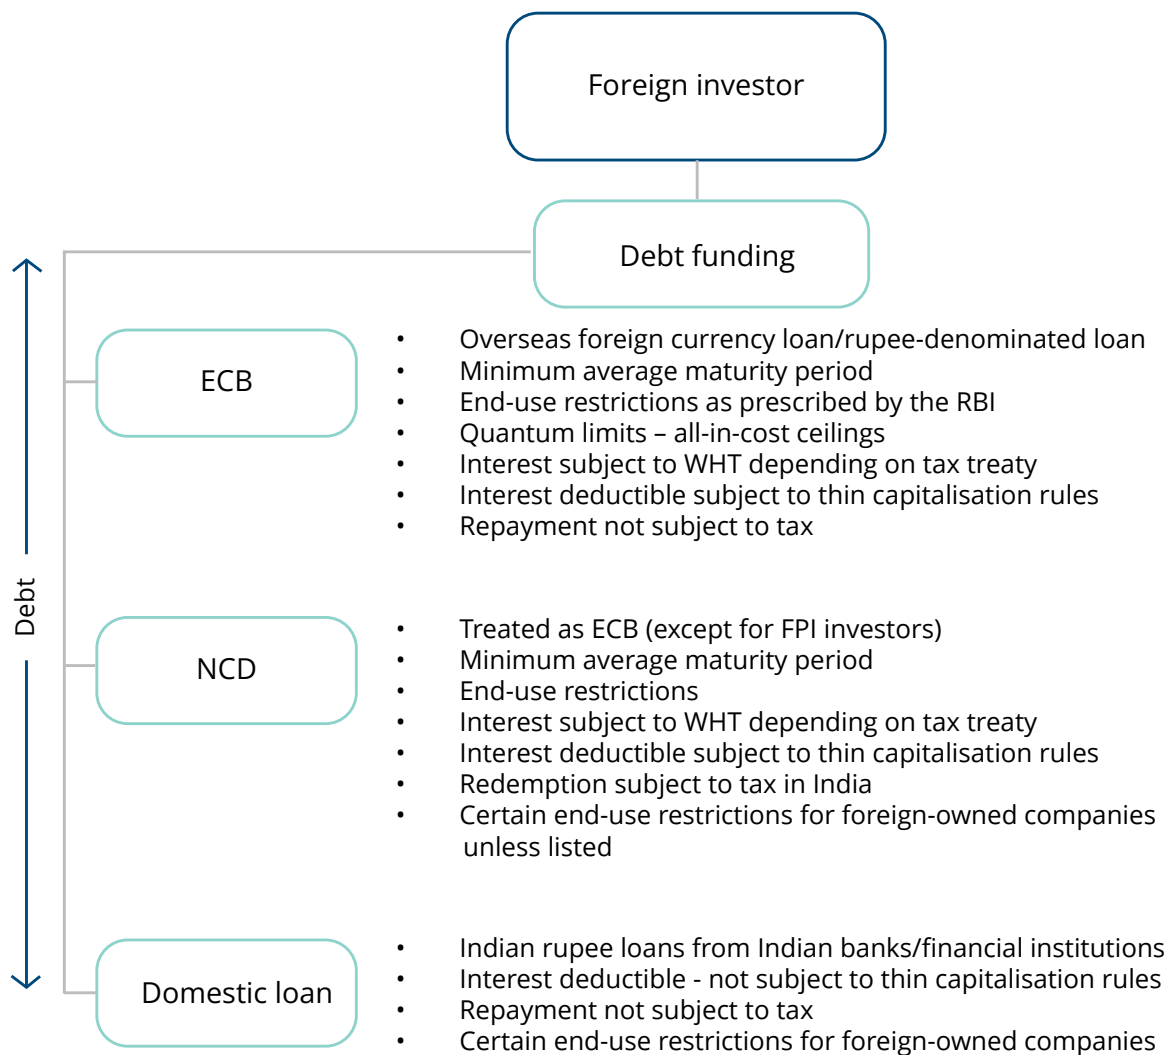 Foreign investor
Debt funding
Debt
ECB
• Overseas foreign currency loan/rupee-denominated loan
• Minimum average maturity period
• End-use restrictions as prescribed by the RBI
• Quantum limits – all-in-cost ceilings
• Interest subject to WHT depending on tax treaty
• Interest deductible subject to thin capitalisation rules
• Repayment not subject to tax
NCD
• Treated as ECB (except for FPI investors)
• Minimum average maturity period
• End-use restrictions
• Interest subject to WHT depending on tax treaty
• Interest deductible subject to thin capitalisation rules
• Redemption subject to tax in India
• Certain end-use restrictions for foreign-owned companies
unless listed
Domestic loan
• Indian rupee loans from Indian banks/financial institutions
• Interest deductible - not subject to thin capitalisation rules
• Repayment not subject to tax
• Certain end-use restrictions for foreign-owned companies